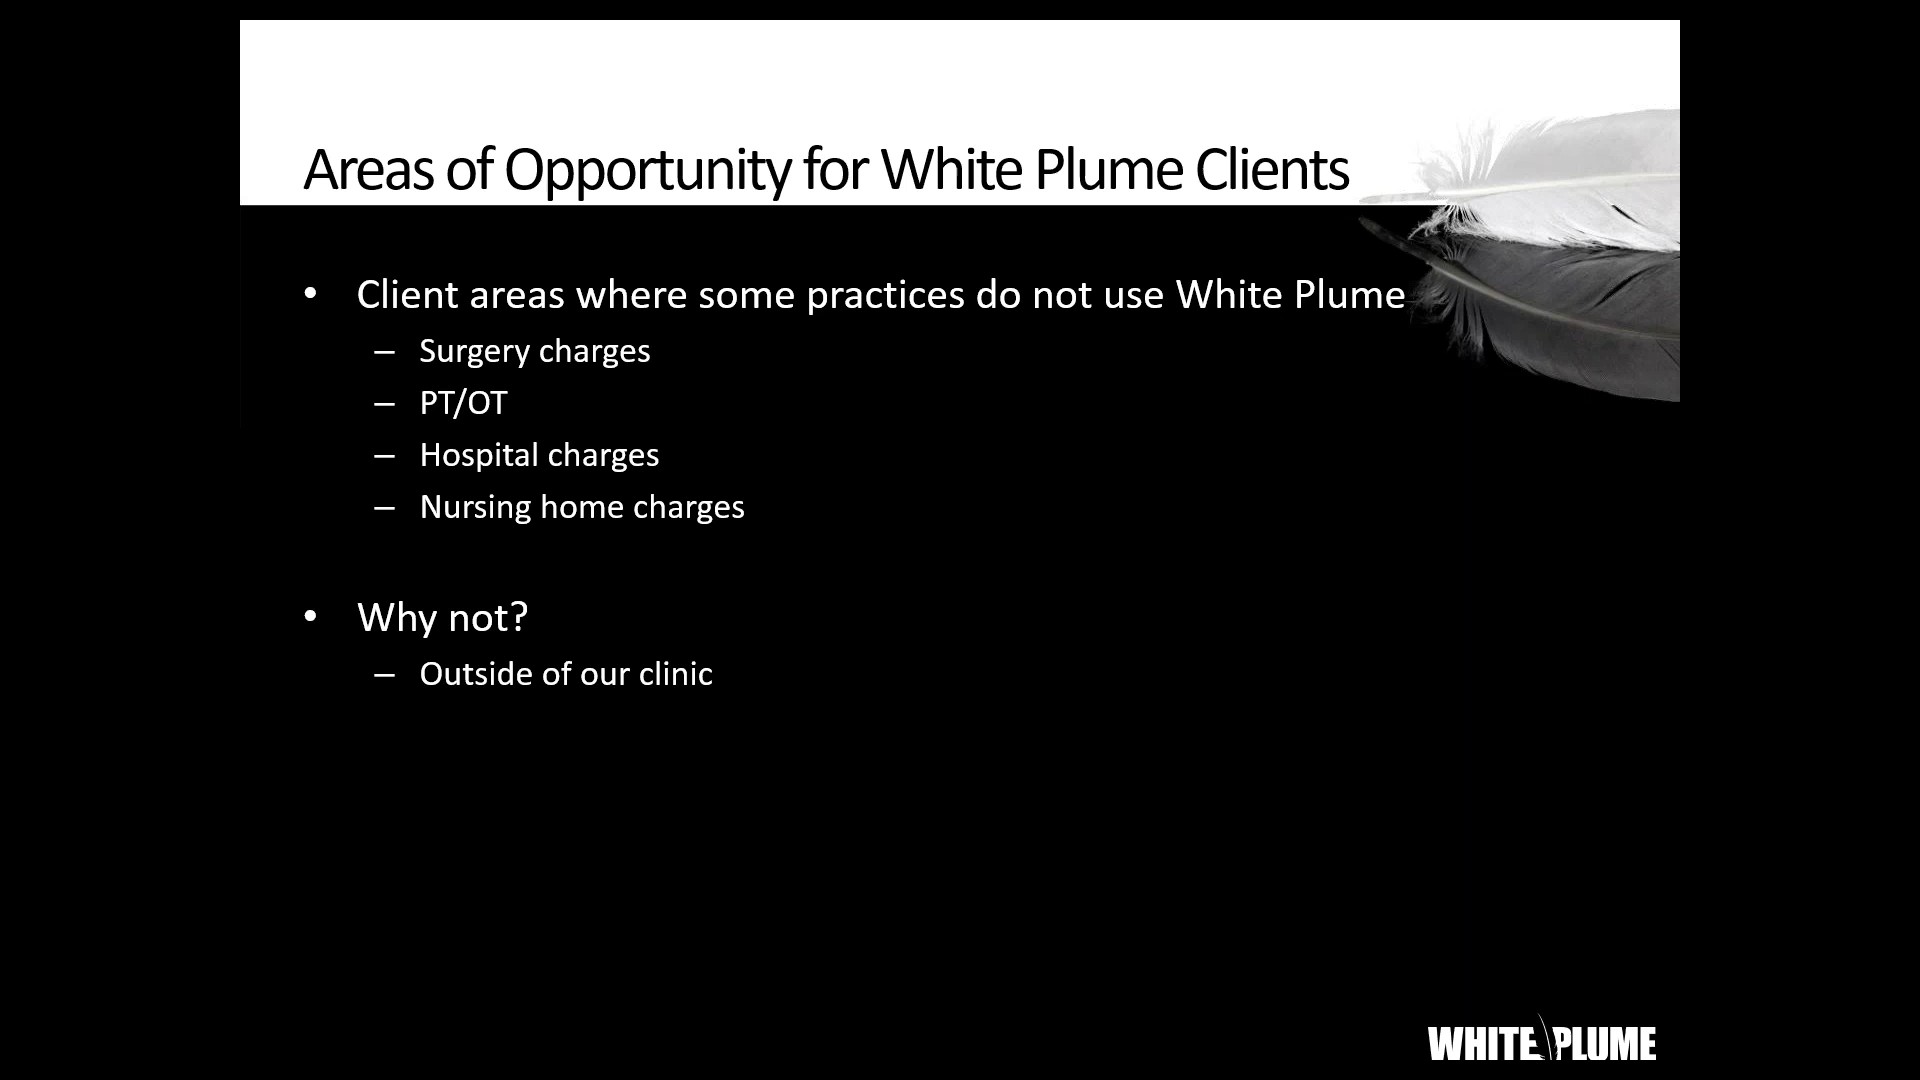 Areas of Opportunity for White Plume Clients
• Client areas where some practices do not use White Plume
– Surgery charges
– PT/OT
– Hospital charges
– Nursing home charges
• Why not?
– Outside of our clinic
WHITE PLUME